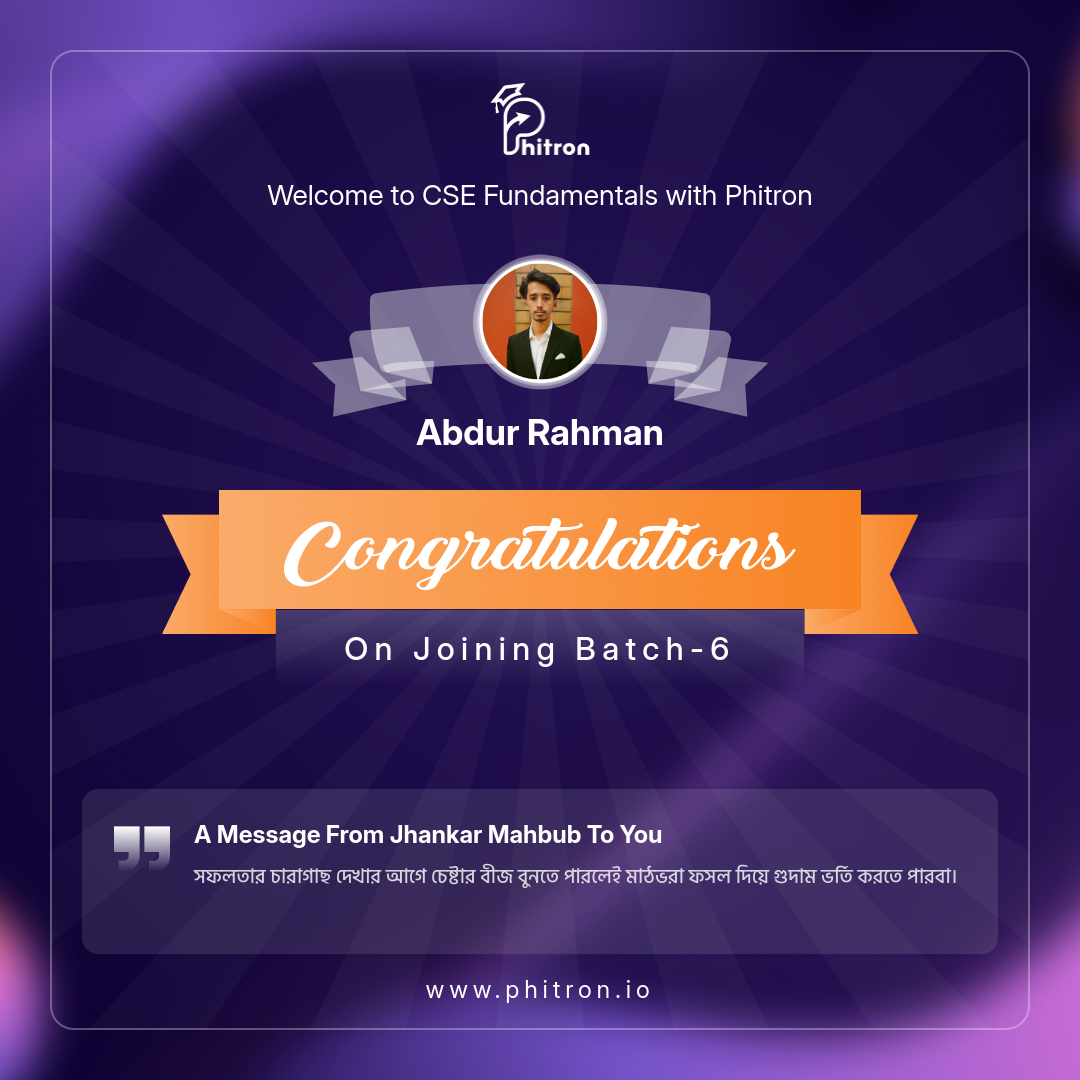 Phitron
Welcome to CSE Fundamentals with Phitron
Abdur Rahman
Congratulations
On Joining Batch-6
A Message From Jhankar Mahbub To You
সফলতার চারাগাছ দেখার আগে চেষ্টার বীজ বুনতে পারলেই মাঠভরা ফসল দিয়ে গুদাম ভর্তি করতে পারবা।
www.phitron.io